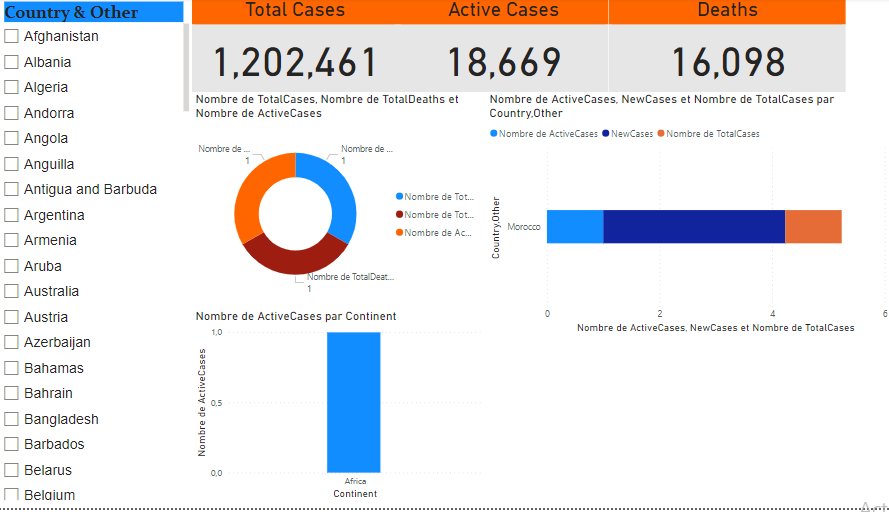 Country & Other
Afghanistan
Albania
Algeria
Andorra
Angola
Anguilla
Antigua and Barbuda
Argentina
Armenia
Aruba
Australia
Austria
Azerbaijan
Bahamas
Bahrain
Bangladesh
Barbados
Belarus
Belgium
Total Cases
1,202,461
Active Cases
18,669
Deaths
16,098
Nombre de TotalCases, Nombre de TotalDeaths et
Nombre de ActiveCases
Nombre de ...
1
Nombre de ...
1
Nombre de TotalDeat...
1
Nombre de Tot...
Nombre de Tot...
Nombre de Ac...
Nombre de ActiveCases, NewCases et Nombre de TotalCases par
Country,Other
Nombre de ActiveCases
NewCases
Nombre de TotalCases
Country,Other
Morocco
0
2
4
6
Nombre de ActiveCases, NewCases et Nombre de TotalCases
Nombre de ActiveCases par Continent
Nombre de ActiveCases
1,0
0,5
0,0
Africa
Continent